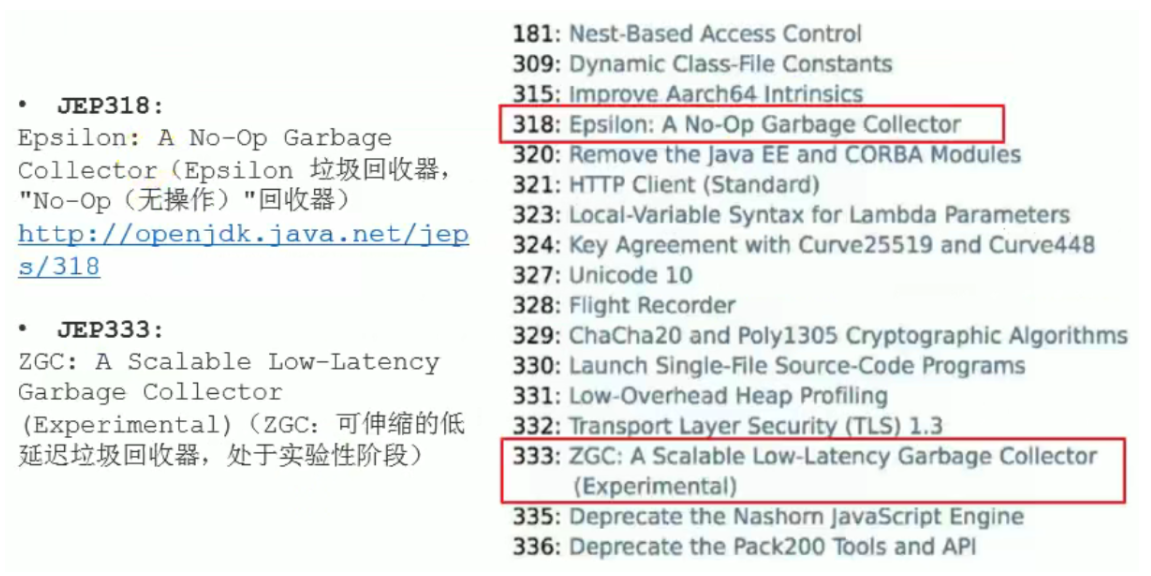 • JEP318:
Epsilon: A No-Op Garbage
Collector（Epsilon 垃圾回收器，
"No-Op（无操作）"回收器）
http://openjdk.java.net/jep
s/318
• JEP333:
ZGC: A Scalable Low-Latency
Garbage Collector
(Experimental)（ZGC：可伸缩的低
延迟垃圾回收器，处于实验性阶段）
181: Nest-Based Access Control
309: Dynamic Class-File Constants
315: Improve Aarch64 Intrinsics
318: Epsilon: A No-Op Garbage Collector
320: Remove the Java EE and CORBA Modules
321: HTTP Client (Standard)
323: Local-Variable Syntax for Lambda Parameters
324: Key Agreement with Curve25519 and Curve448
327: Unicode 10
328: Flight Recorder
329: ChaCha20 and Poly1305 Cryptographic Algorithms
330: Launch Single-File Source-Code Programs
331: Low-Overhead Heap Profiling
332: Transport Layer Security (TLS) 1.3
333: ZGC: A Scalable Low-Latency Garbage Collector
(Experimental)
335: Deprecate the Nashorn JavaScript Engine
336: Deprecate the Pack200 Tools and API